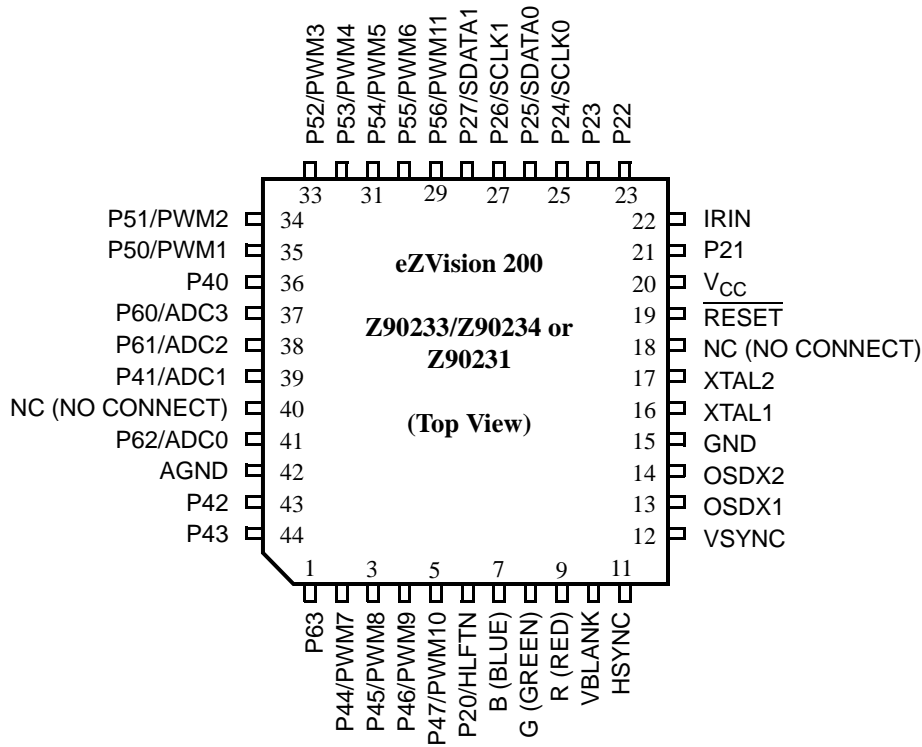 P52/PWM3
P53/PWM4
P54/PWM5
P55/PWM6
P56/PWM11
P27/SDATA1
P26/SCLK1
P25/SDATA0
P24/SCLK0
P23
P22
33 31 29 27 25 23
P51/PWM2 34
P50/PWM1 35
P40 36
P60/ADC3 37
P61/ADC2 38
P41/ADC1 39
NC (NO CONNECT) 40
P62/ADC0 41
AGND 42
P42 43
P43 44
eZVision 200
Z90233/Z90234 or
Z90231
(Top View)
22 IRIN
21 P21
20 VCC
19 RESET
18 NC (NO CONNECT)
17 XTAL2
16 XTAL1
15 GND
14 OSDX2
13 OSDX1
12 VSYNC
1 3 5 7 9 11
P63
P44/PWM7
P45/PWM8
P46/PWM9
P47/PWM10
P20/HLFTN
B (BLUE)
G (GREEN)
R (RED)
VBLANK
HSYNC